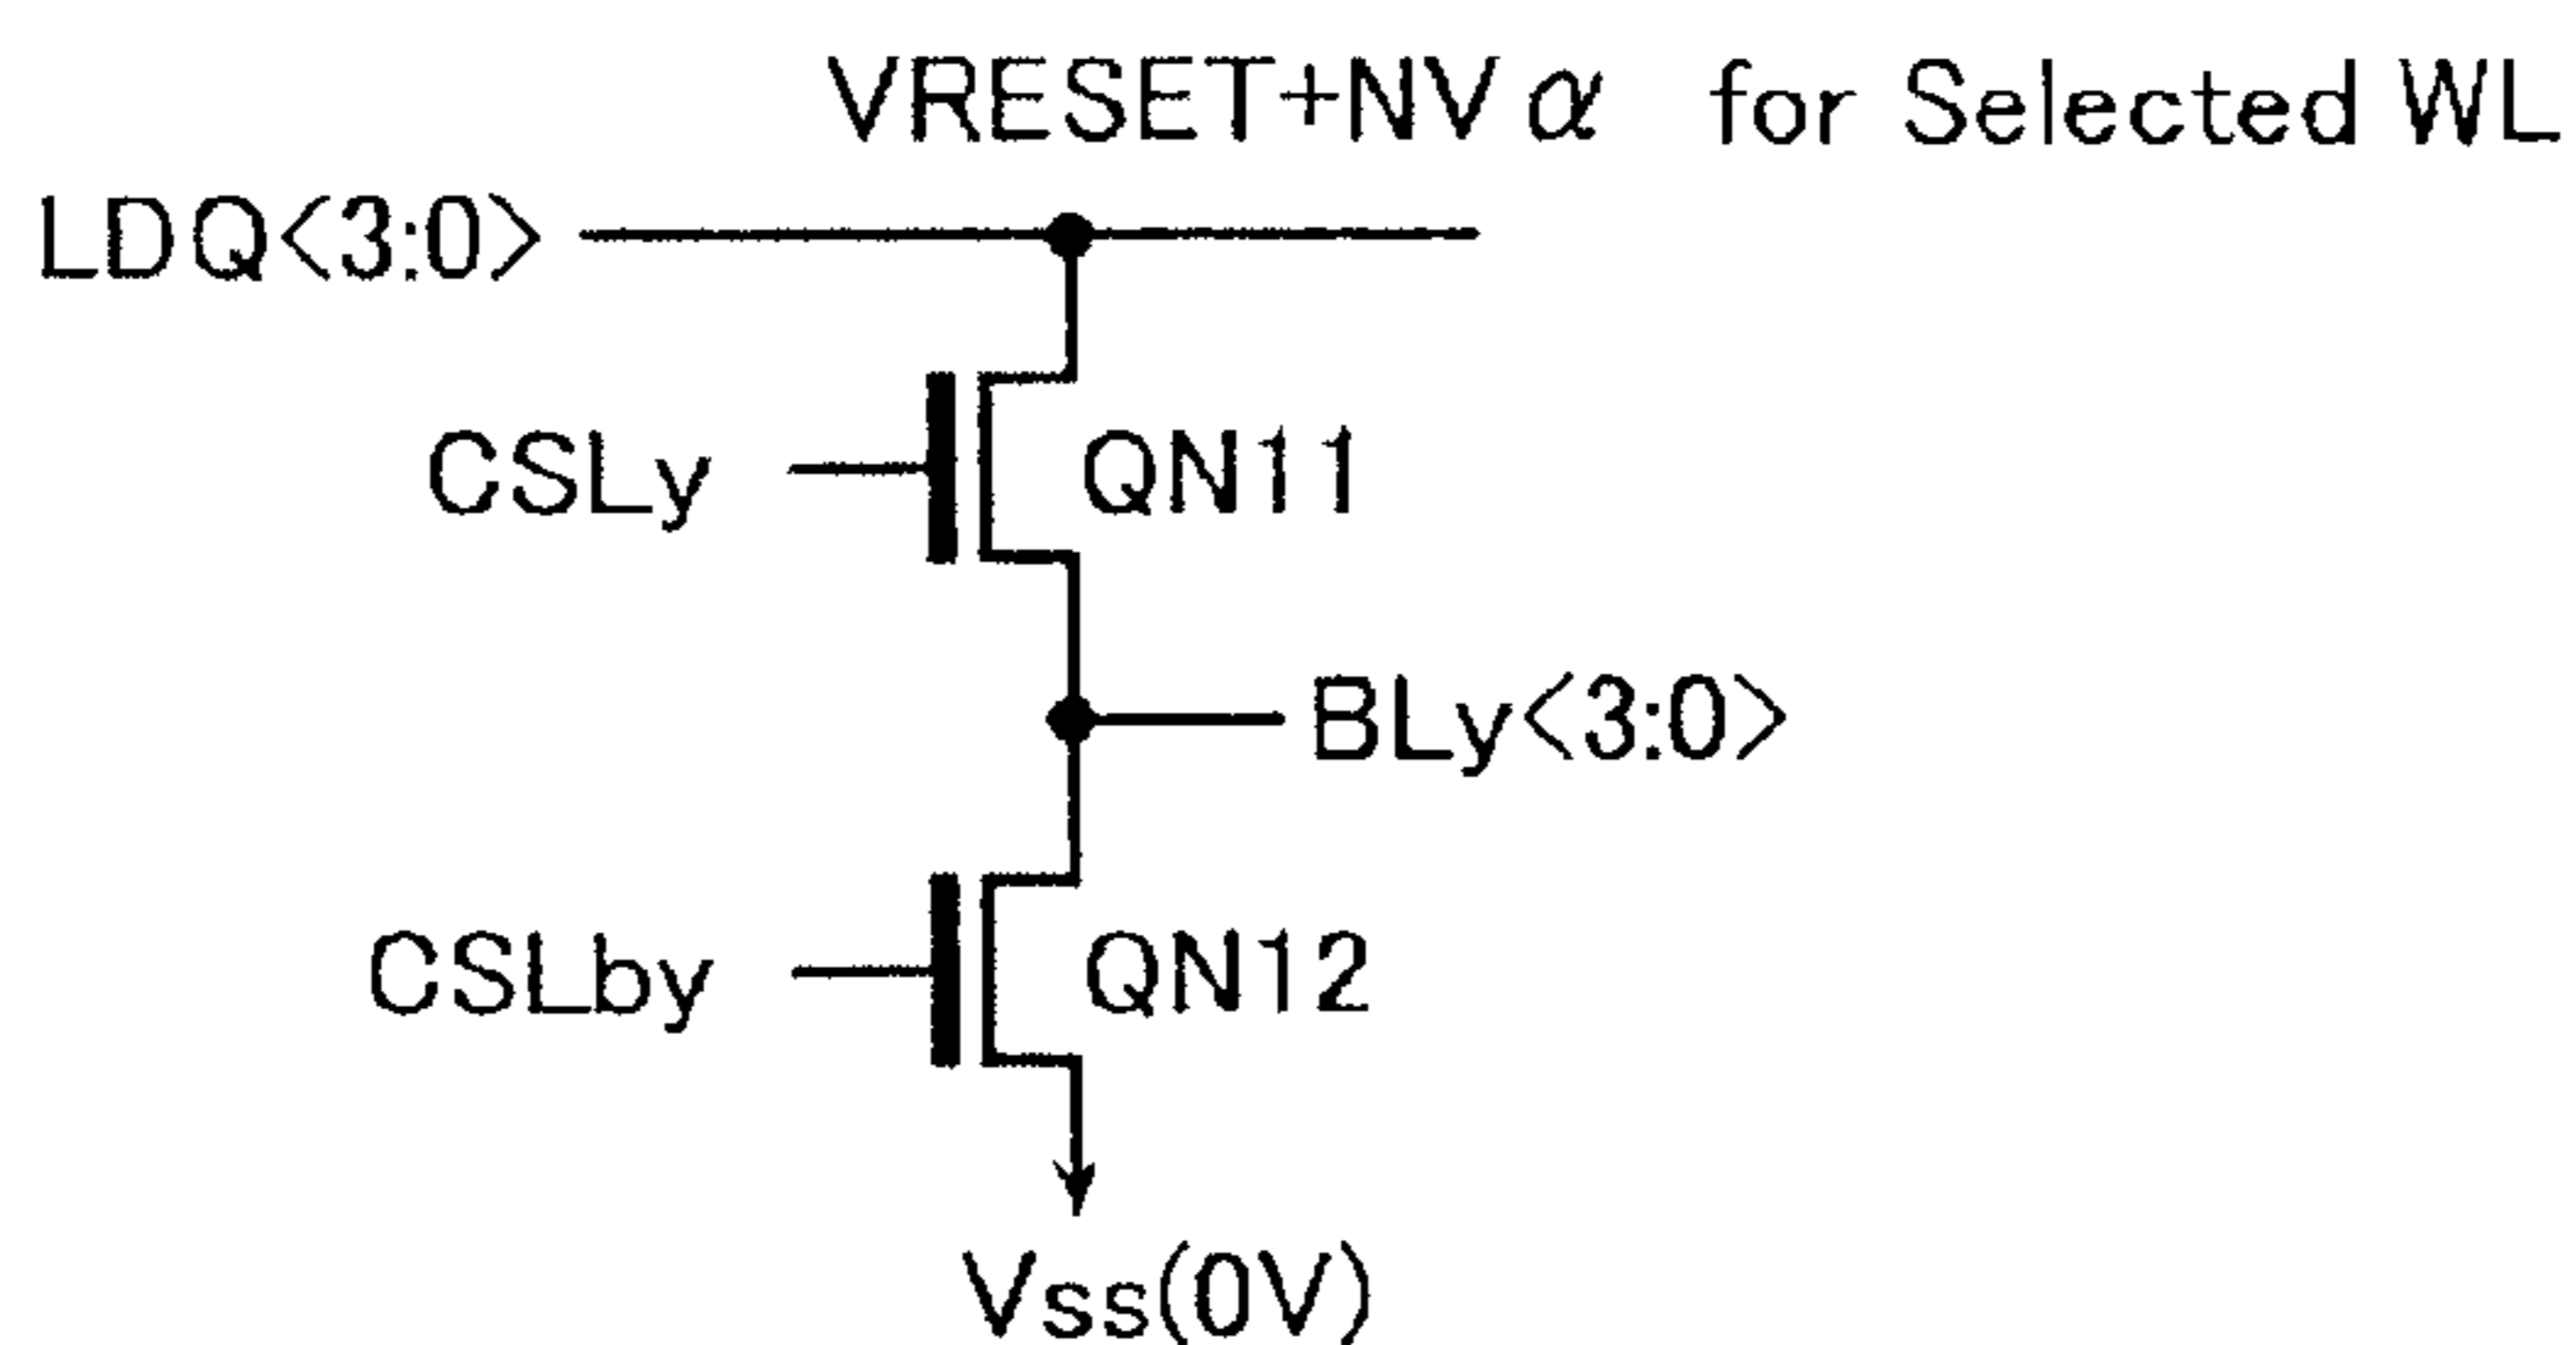 VRESET+NVα for Selected WL
LDQ<3:0>
CSLy
QN11
BLy<3:0>
CSLby
QN12
Vss(0V)